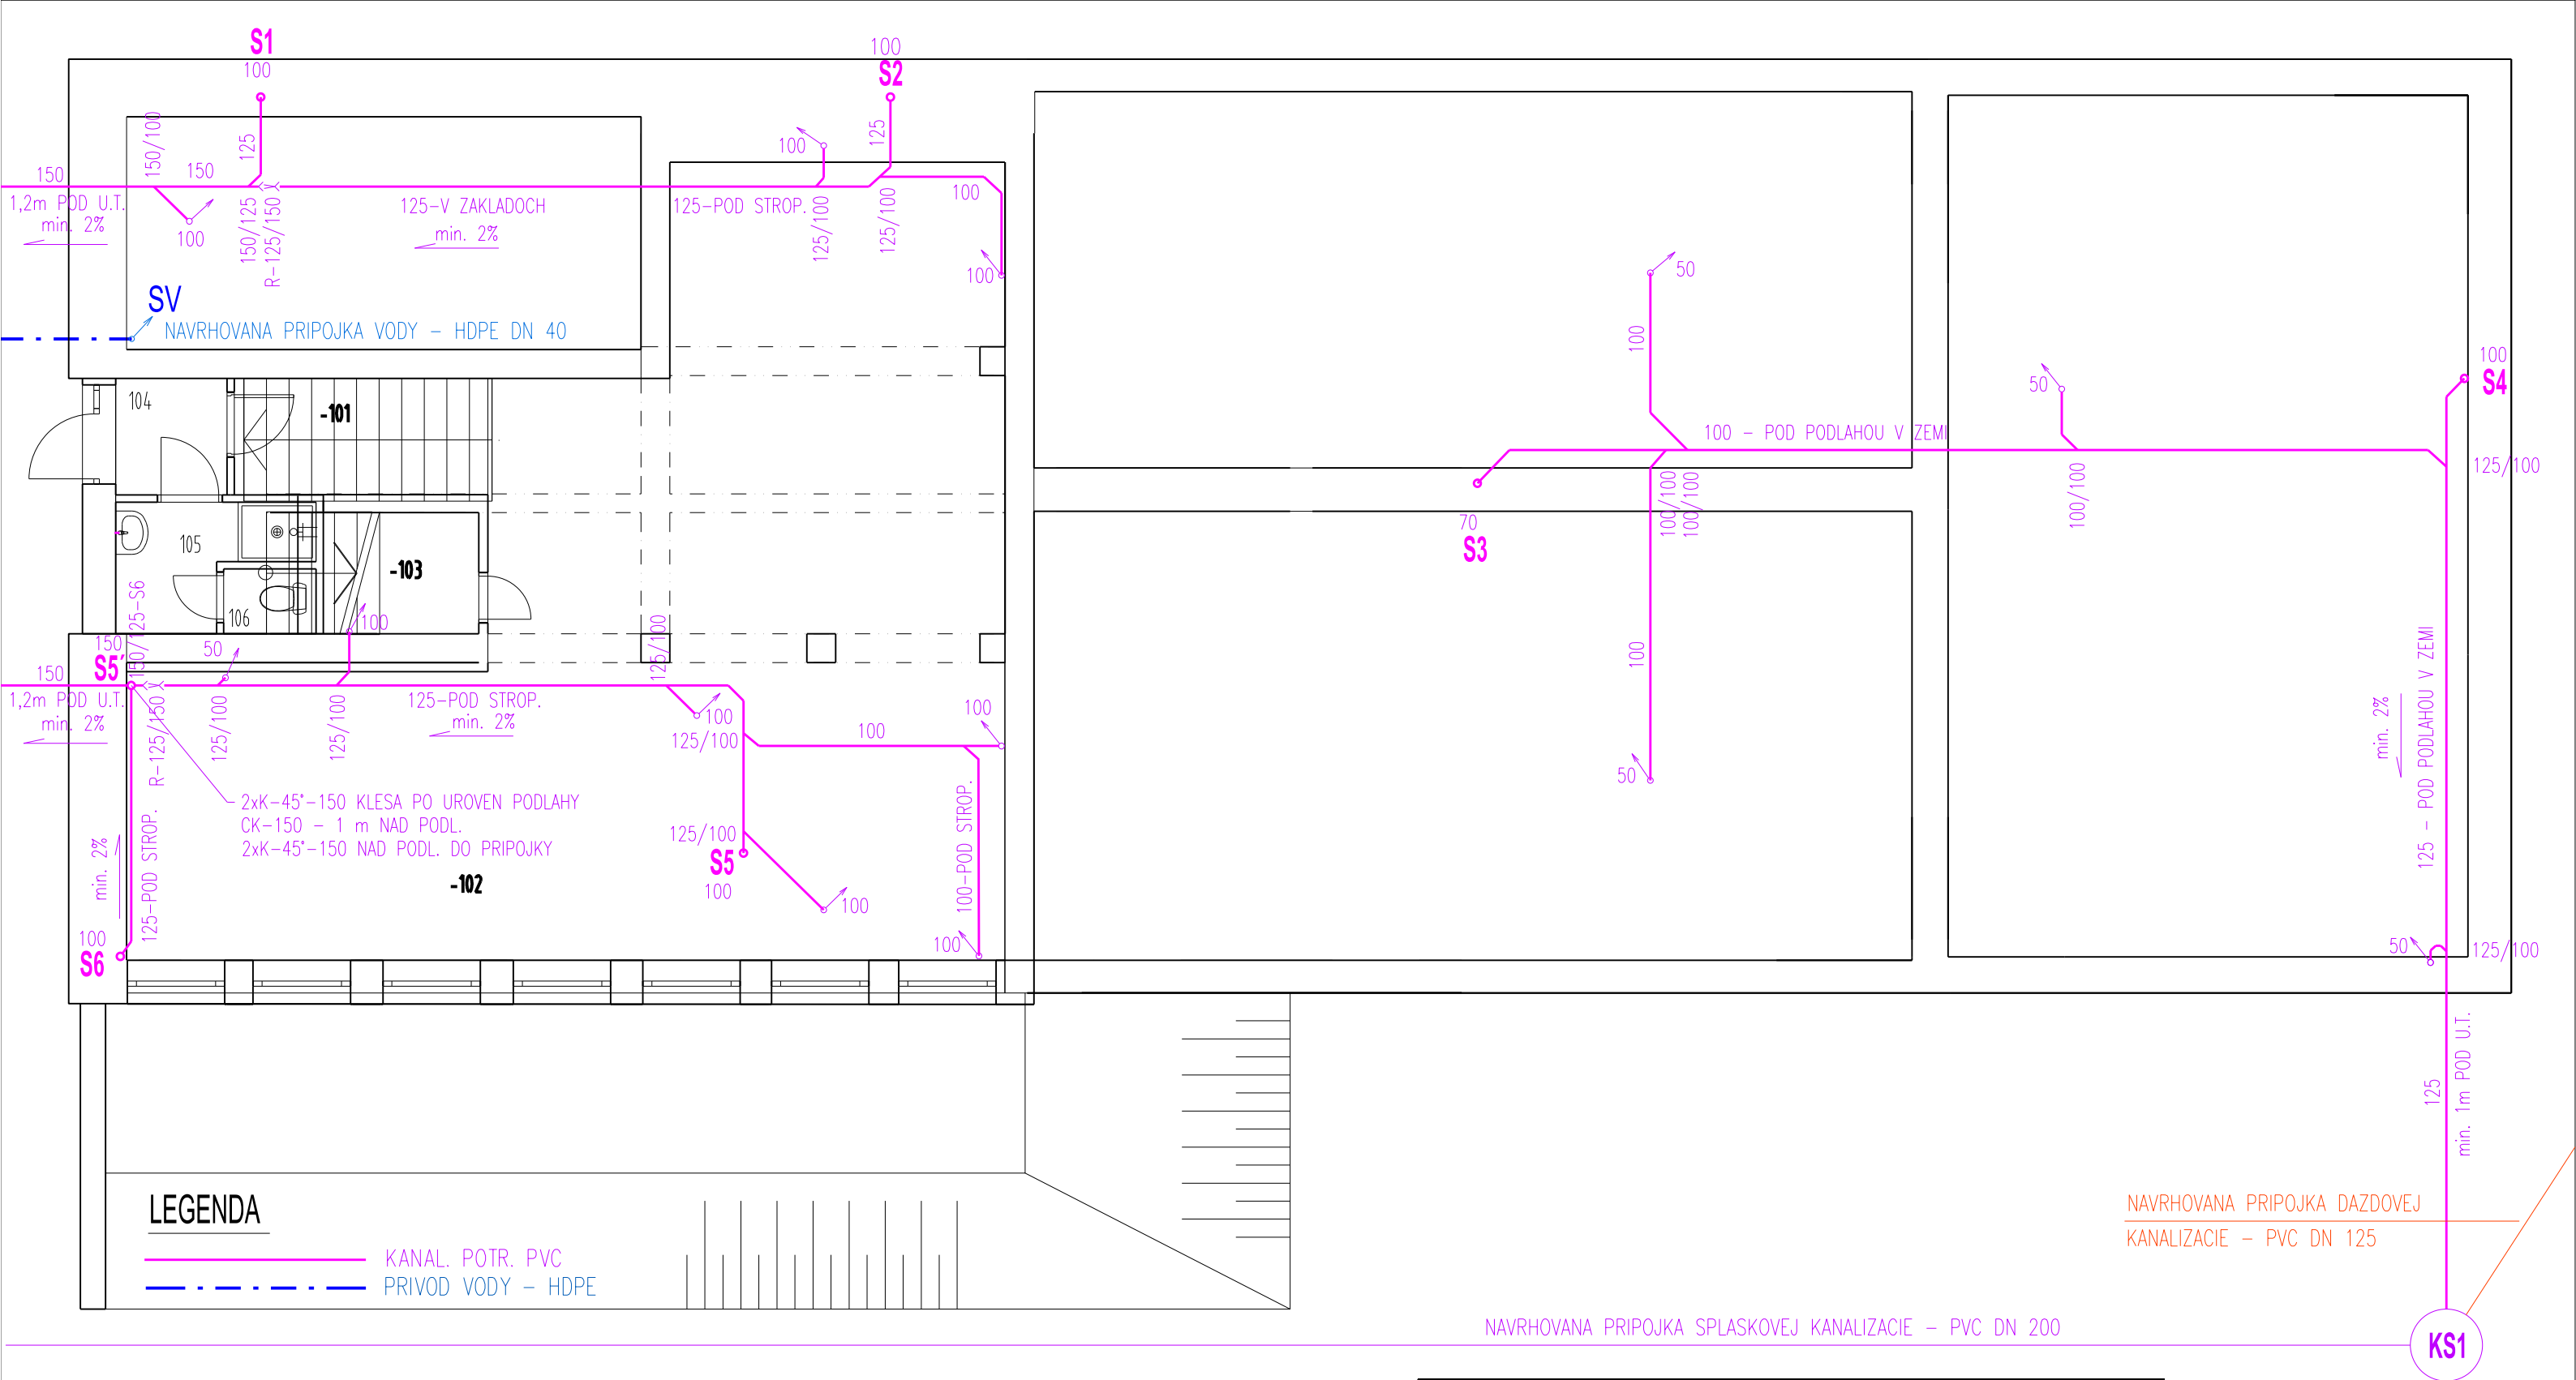 S1
100
100
S2
150/100
125
150
150
1,2m POD U.T.
min. 2%
100
150/125
R-125/150
125-V ZAKLADOCH
min. 2%
100
125
125-POD STROP.
125/100
125/100
100
100
SV
NAVRHOVANA PRIPOJKA VODY - HDPE DN 40
104
-101
105
-103
106
50
100
50
100
S4
100 - POD PODLAHOU V ZEMI
125/100
70
S3
100/100
100/100
100/100
100
50
125 - POD PODLAHOU V ZEMI
min. 2%
50
125/100
150
S5´
150/125-S6
150
1,2m POD U.T.
min. 2%
R-125/150
50
125/100
100
125/100
125-POD STROP.
min. 2%
125/100
100
125/100
100
100
2xK-45°-150 KLESA PO UROVEN PODLAHY
CK-150 - 1 m NAD PODL.
2xK-45°-150 NAD PODL. DO PRIPOJKY
-102
125/100
S5
100
100
100-POD STROP.
100
min. 2%
125-POD STROP.
100
S6
125
min. 1m POD U.T.
LEGENDA
KANAL. POTR. PVC
PRIVOD VODY - HDPE
NAVRHOVANA PRIPOJKA DAZDOVEJ
KANALIZACIE - PVC DN 125
NAVRHOVANA PRIPOJKA SPLASKOVEJ KANALIZACIE - PVC DN 200
KS1